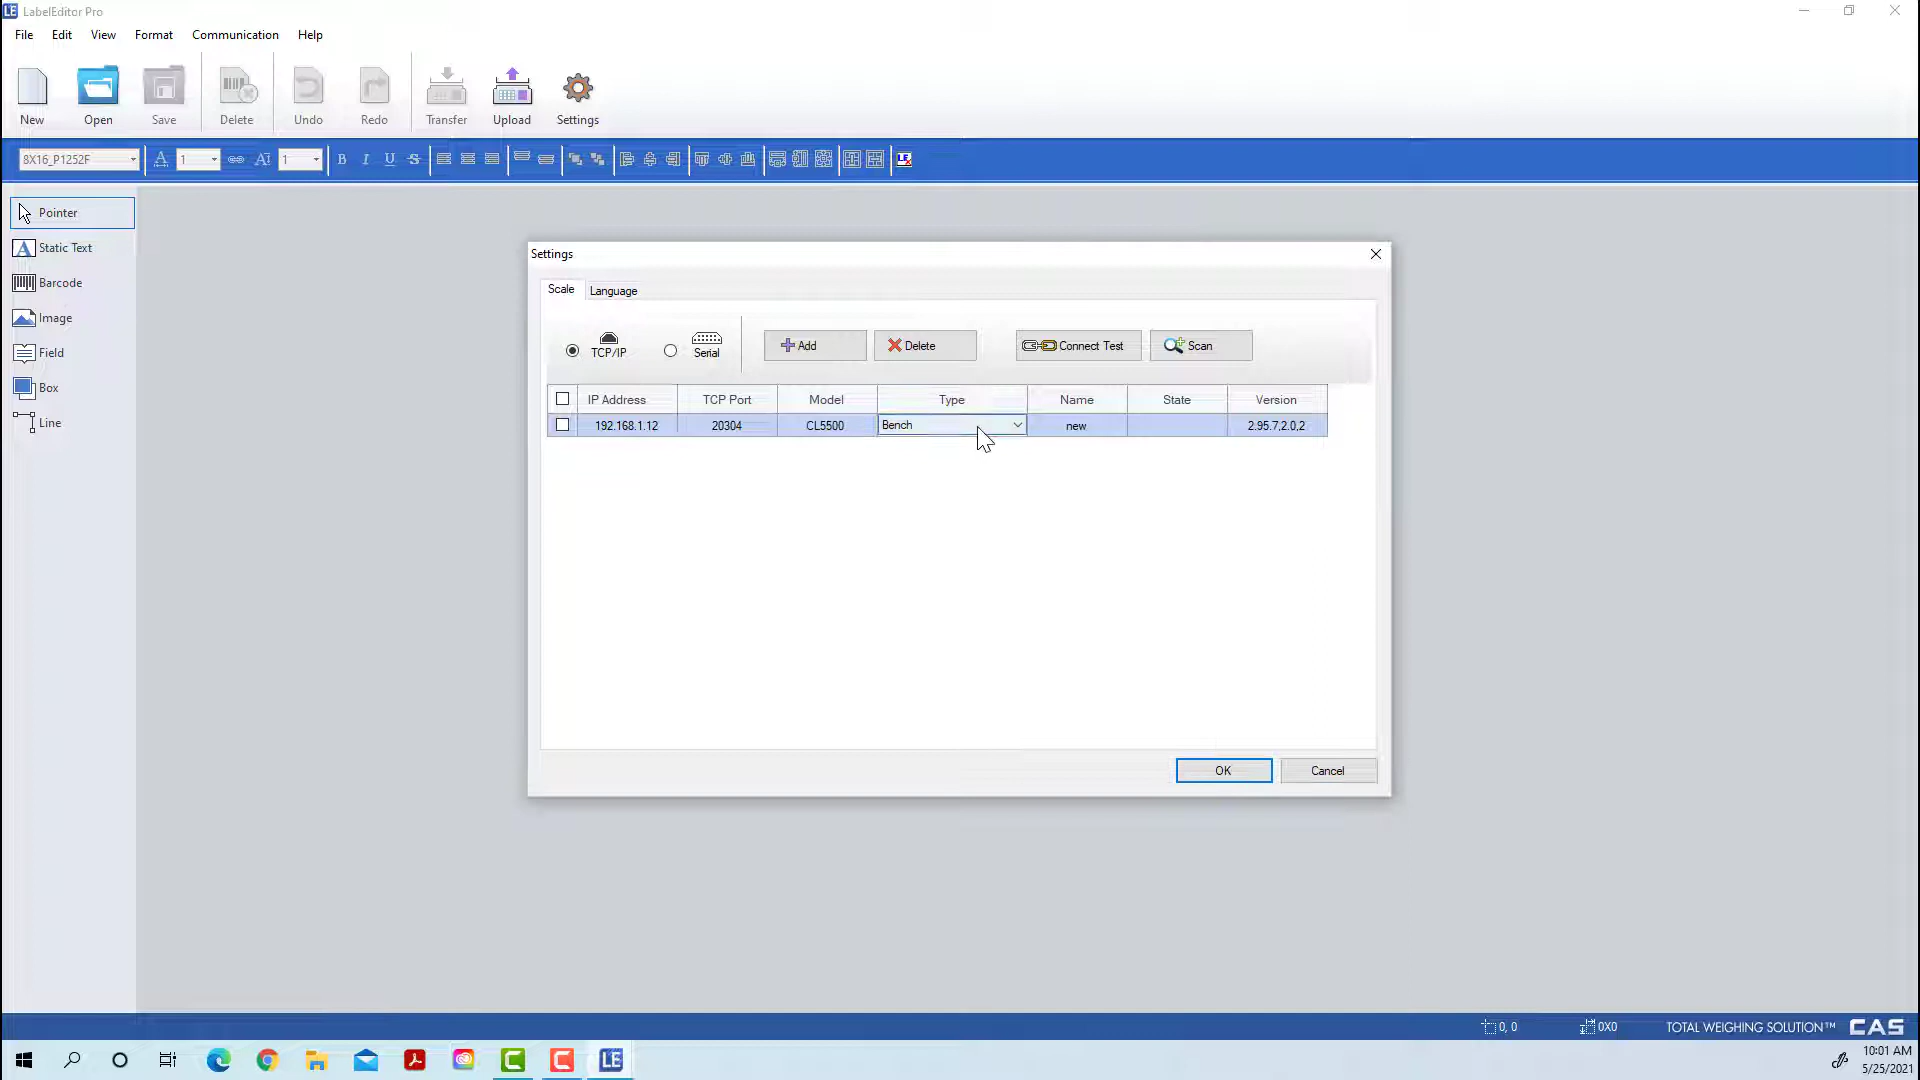 LE LabelEditor Pro
File Edit View Format Communication Help
New Open Save Delete Undo Redo Transfer Upload Settings
8X16_P1252F A 1 AI 1 B I U S
Pointer
Static Text
Barcode
Image
Field
Box
Line
Settings
Scale Language
TCP/IP Serial Add Delete Connect Test Scan
IP Address TCP Port Model Type Name State Version
192.168.1.12 20304 CL5500 Bench new 2.95.7,2.0,2
OK Cancel
0, 0 0X0 TOTAL WEIGHING SOLUTION™ CAS
LE 10:01 AM
5/25/2021